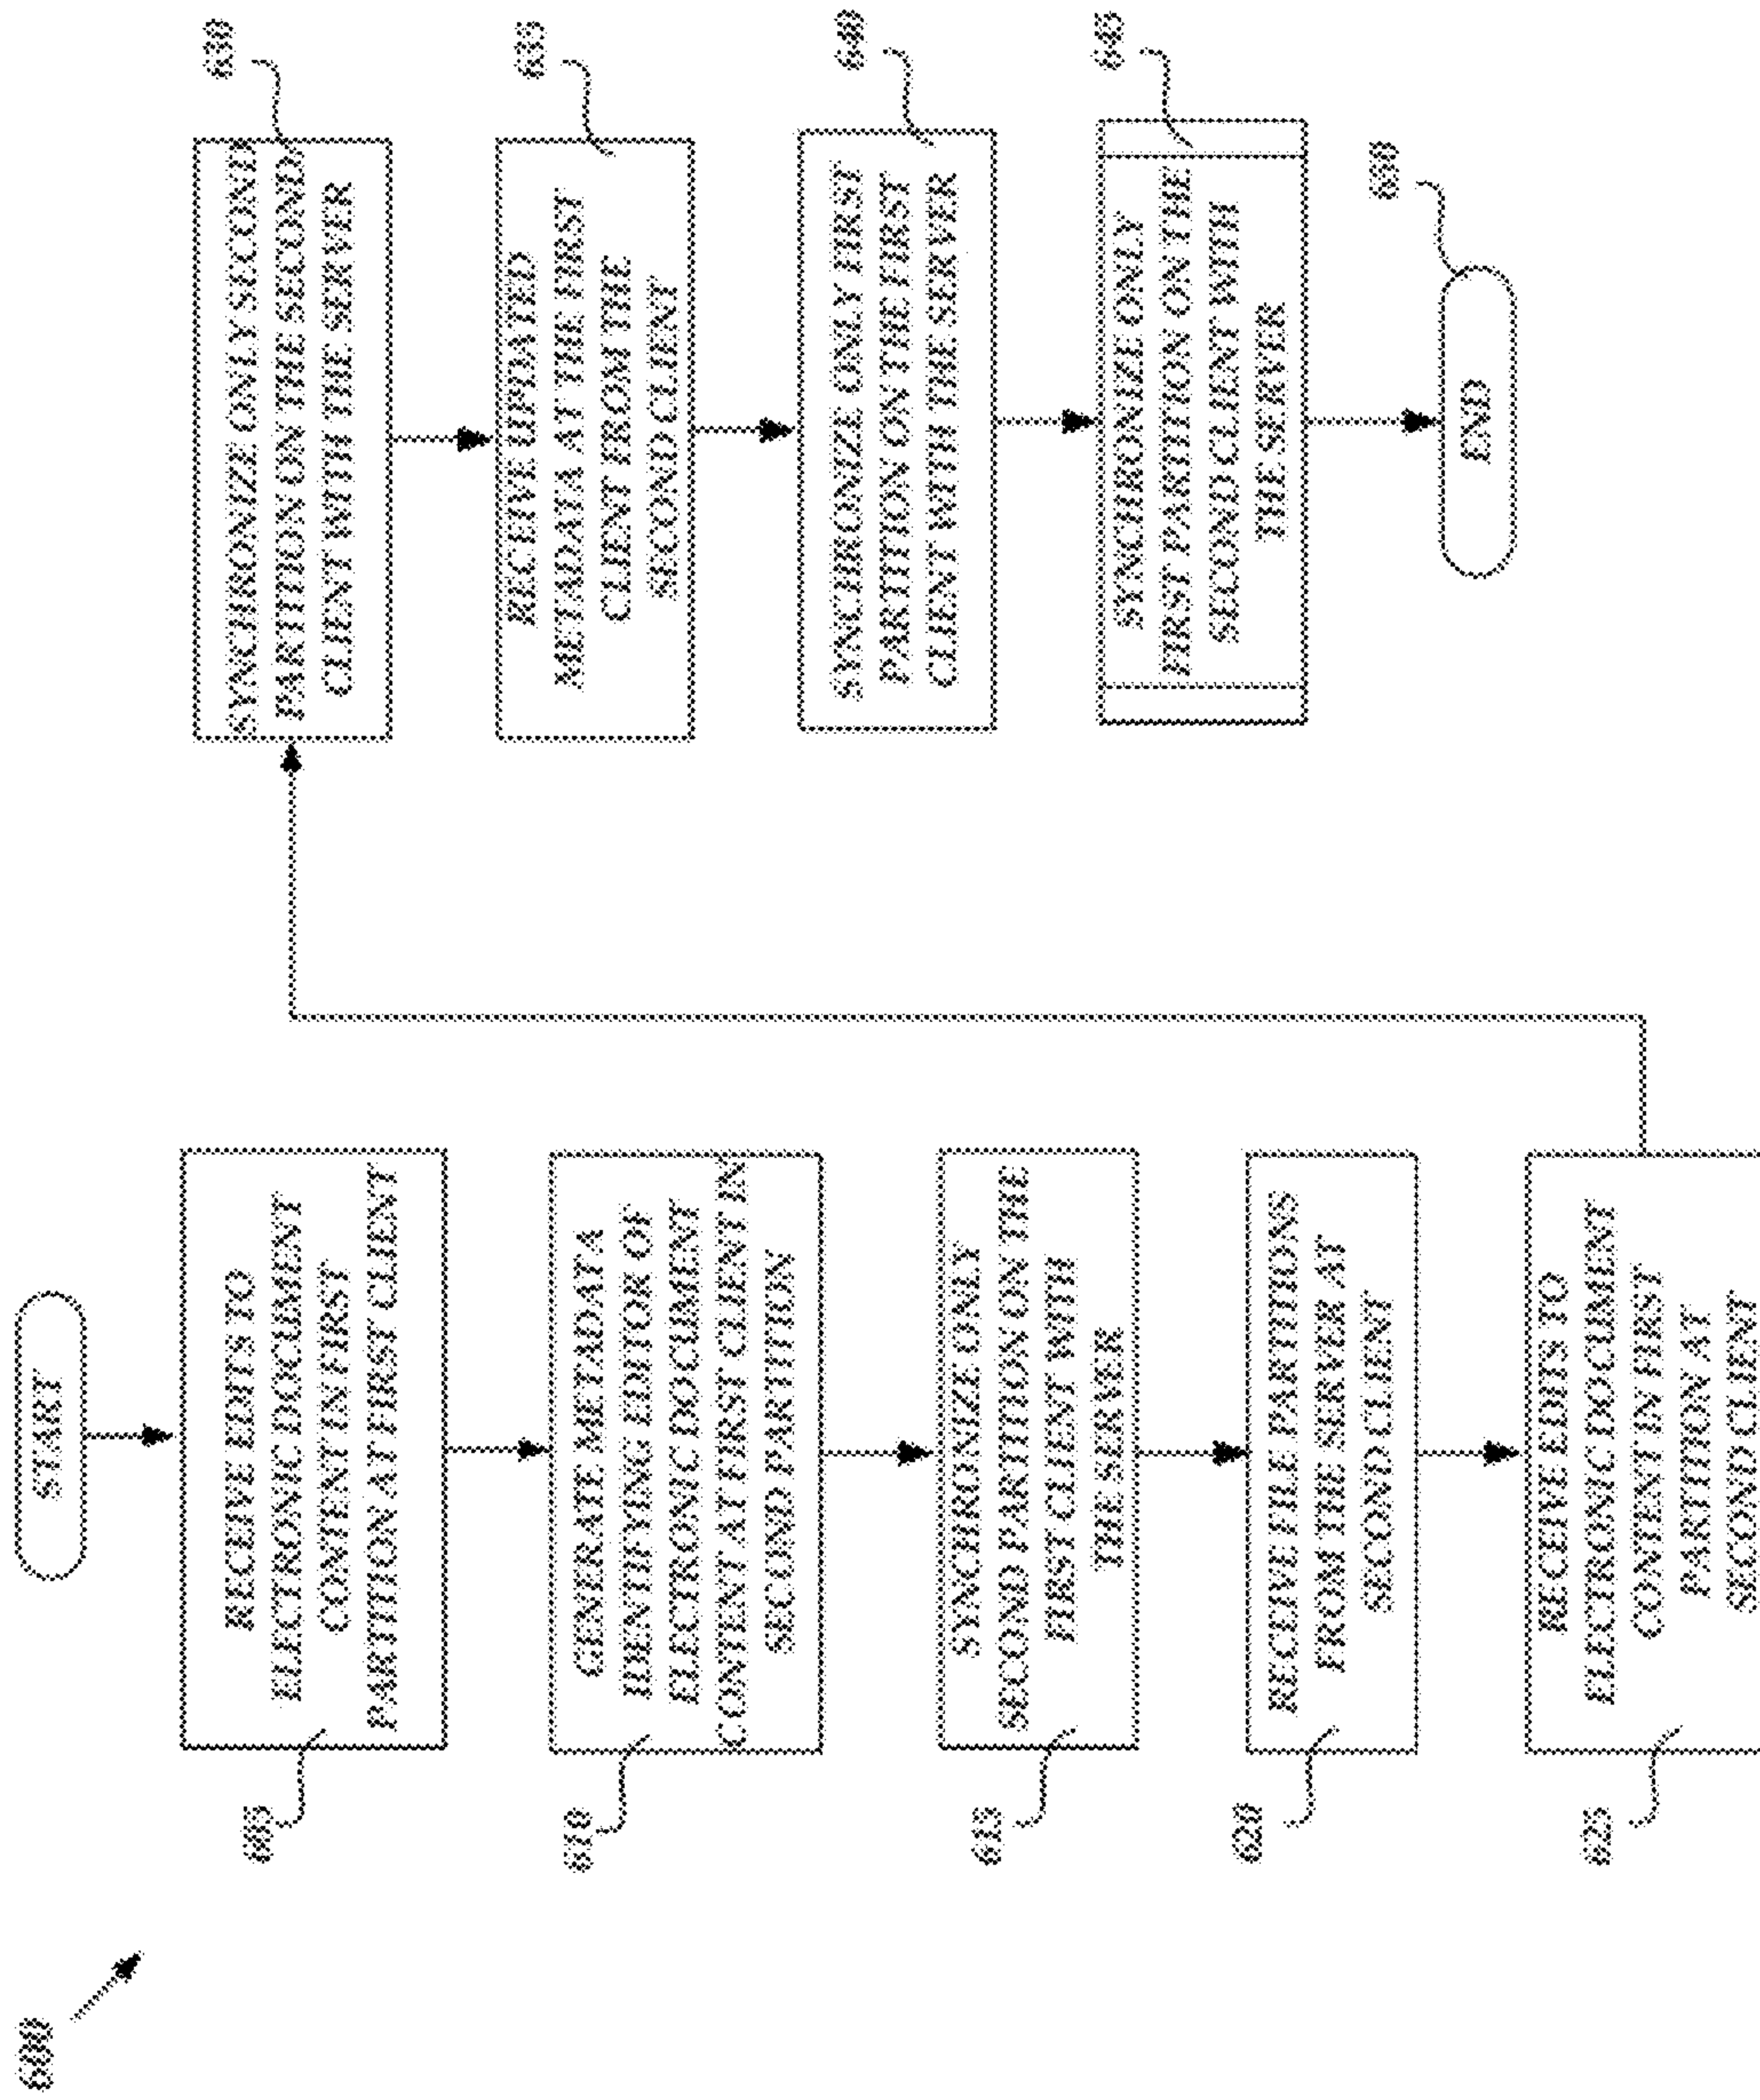 600
START
605
RECEIVE EDITS TO
ELECTRONIC DOCUMENT
CONTENT IN FIRST
PARTITION AT FIRST CLIENT
610
GENERATE METADATA
IDENTIFYING EDITOR OF
ELECTRONIC DOCUMENT
CONTENT AT FIRST CLIENT IN
SECOND PARTITION
615
SYNCHRONIZE ONLY
SECOND PARTITION ON THE
FIRST CLIENT WITH
THE SERVER
620
RECEIVE FILE PARTITIONS
FROM THE SERVER AT
SECOND CLIENT
625
RECEIVE EDITS TO
ELECTRONIC DOCUMENT
CONTENT IN FIRST
PARTITION AT
SECOND CLIENT
630
SYNCHRONIZE ONLY SECOND
PARTITION ON THE SECOND
CLIENT WITH THE SERVER
635
RECEIVE UPDATED
METADATA AT THE FIRST
CLIENT FROM THE
SECOND CLIENT
640
SYNCHRONIZE ONLY FIRST
PARTITION ON THE FIRST
CLIENT WITH THE SERVER
645
SYNCHRONIZE ONLY
FIRST PARTITION ON THE
SECOND CLIENT WITH
THE SERVER
650
END